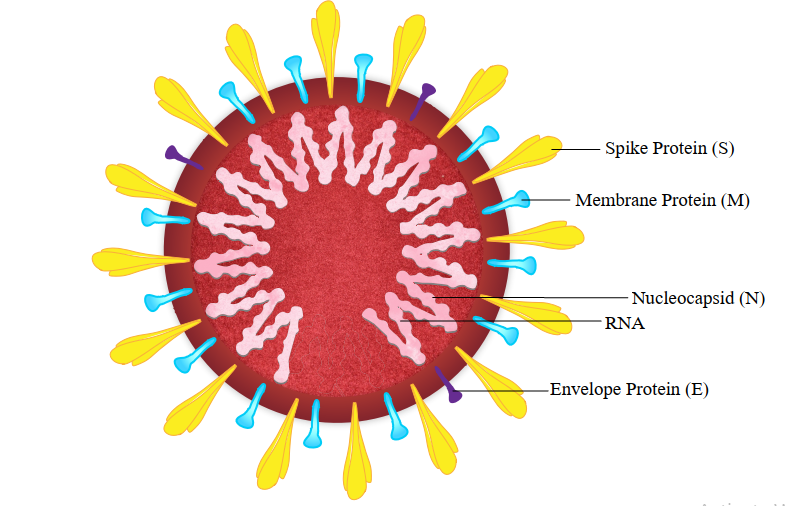 Spike Protein (S)
Membrane Protein (M)
Nucleocapsid (N)
RNA
Envelope Protein (E)